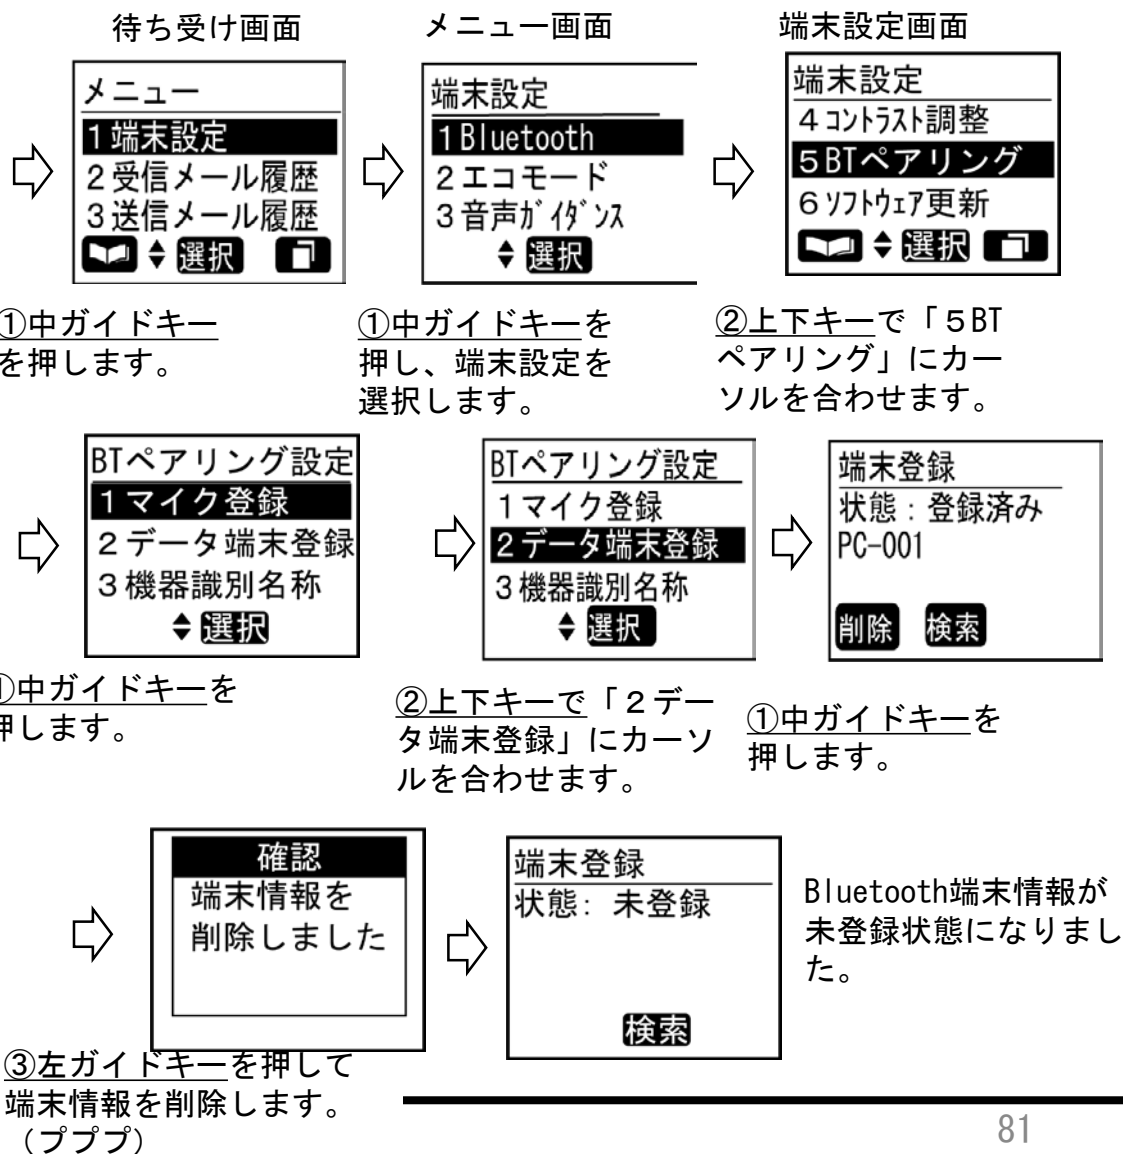 待ち受け画面
メニュー
1端末設定
2受信メール履歴
3送信メール履歴
選択
①中ガイドキー
を押します。
メニュー画面
端末設定
1Bluetooth
2エコモード
3音声ｶﾞｲﾀﾞﾝｽ
選択
①中ガイドキーを
押し、端末設定を
選択します。
端末設定画面
端末設定
4ｺﾝﾄﾗｽﾄ調整
5BTペアリング
6ｿﾌﾄｳｪｱ更新
選択
②上下キーで「５BT
ペアリング」にカー
ソルを合わせます。
BTペアリング設定
1マイク登録
2データ端末登録
3機器識別名称
選択
①中ガイドキーを
押します。
BTペアリング設定
1マイク登録
2データ端末登録
3機器識別名称
選択
②上下キーで「２デー
タ端末登録」にカーソ
ルを合わせます。
端末登録
状態：登録済み
PC-001
削除 検索
①中ガイドキーを
押します。
確認
端末情報を
削除しました
③左ガイドキーを押して
端末情報を削除します。
（プププ）
端末登録
状態：未登録
検索
Bluetooth端末情報が
未登録状態になりまし
た。
81